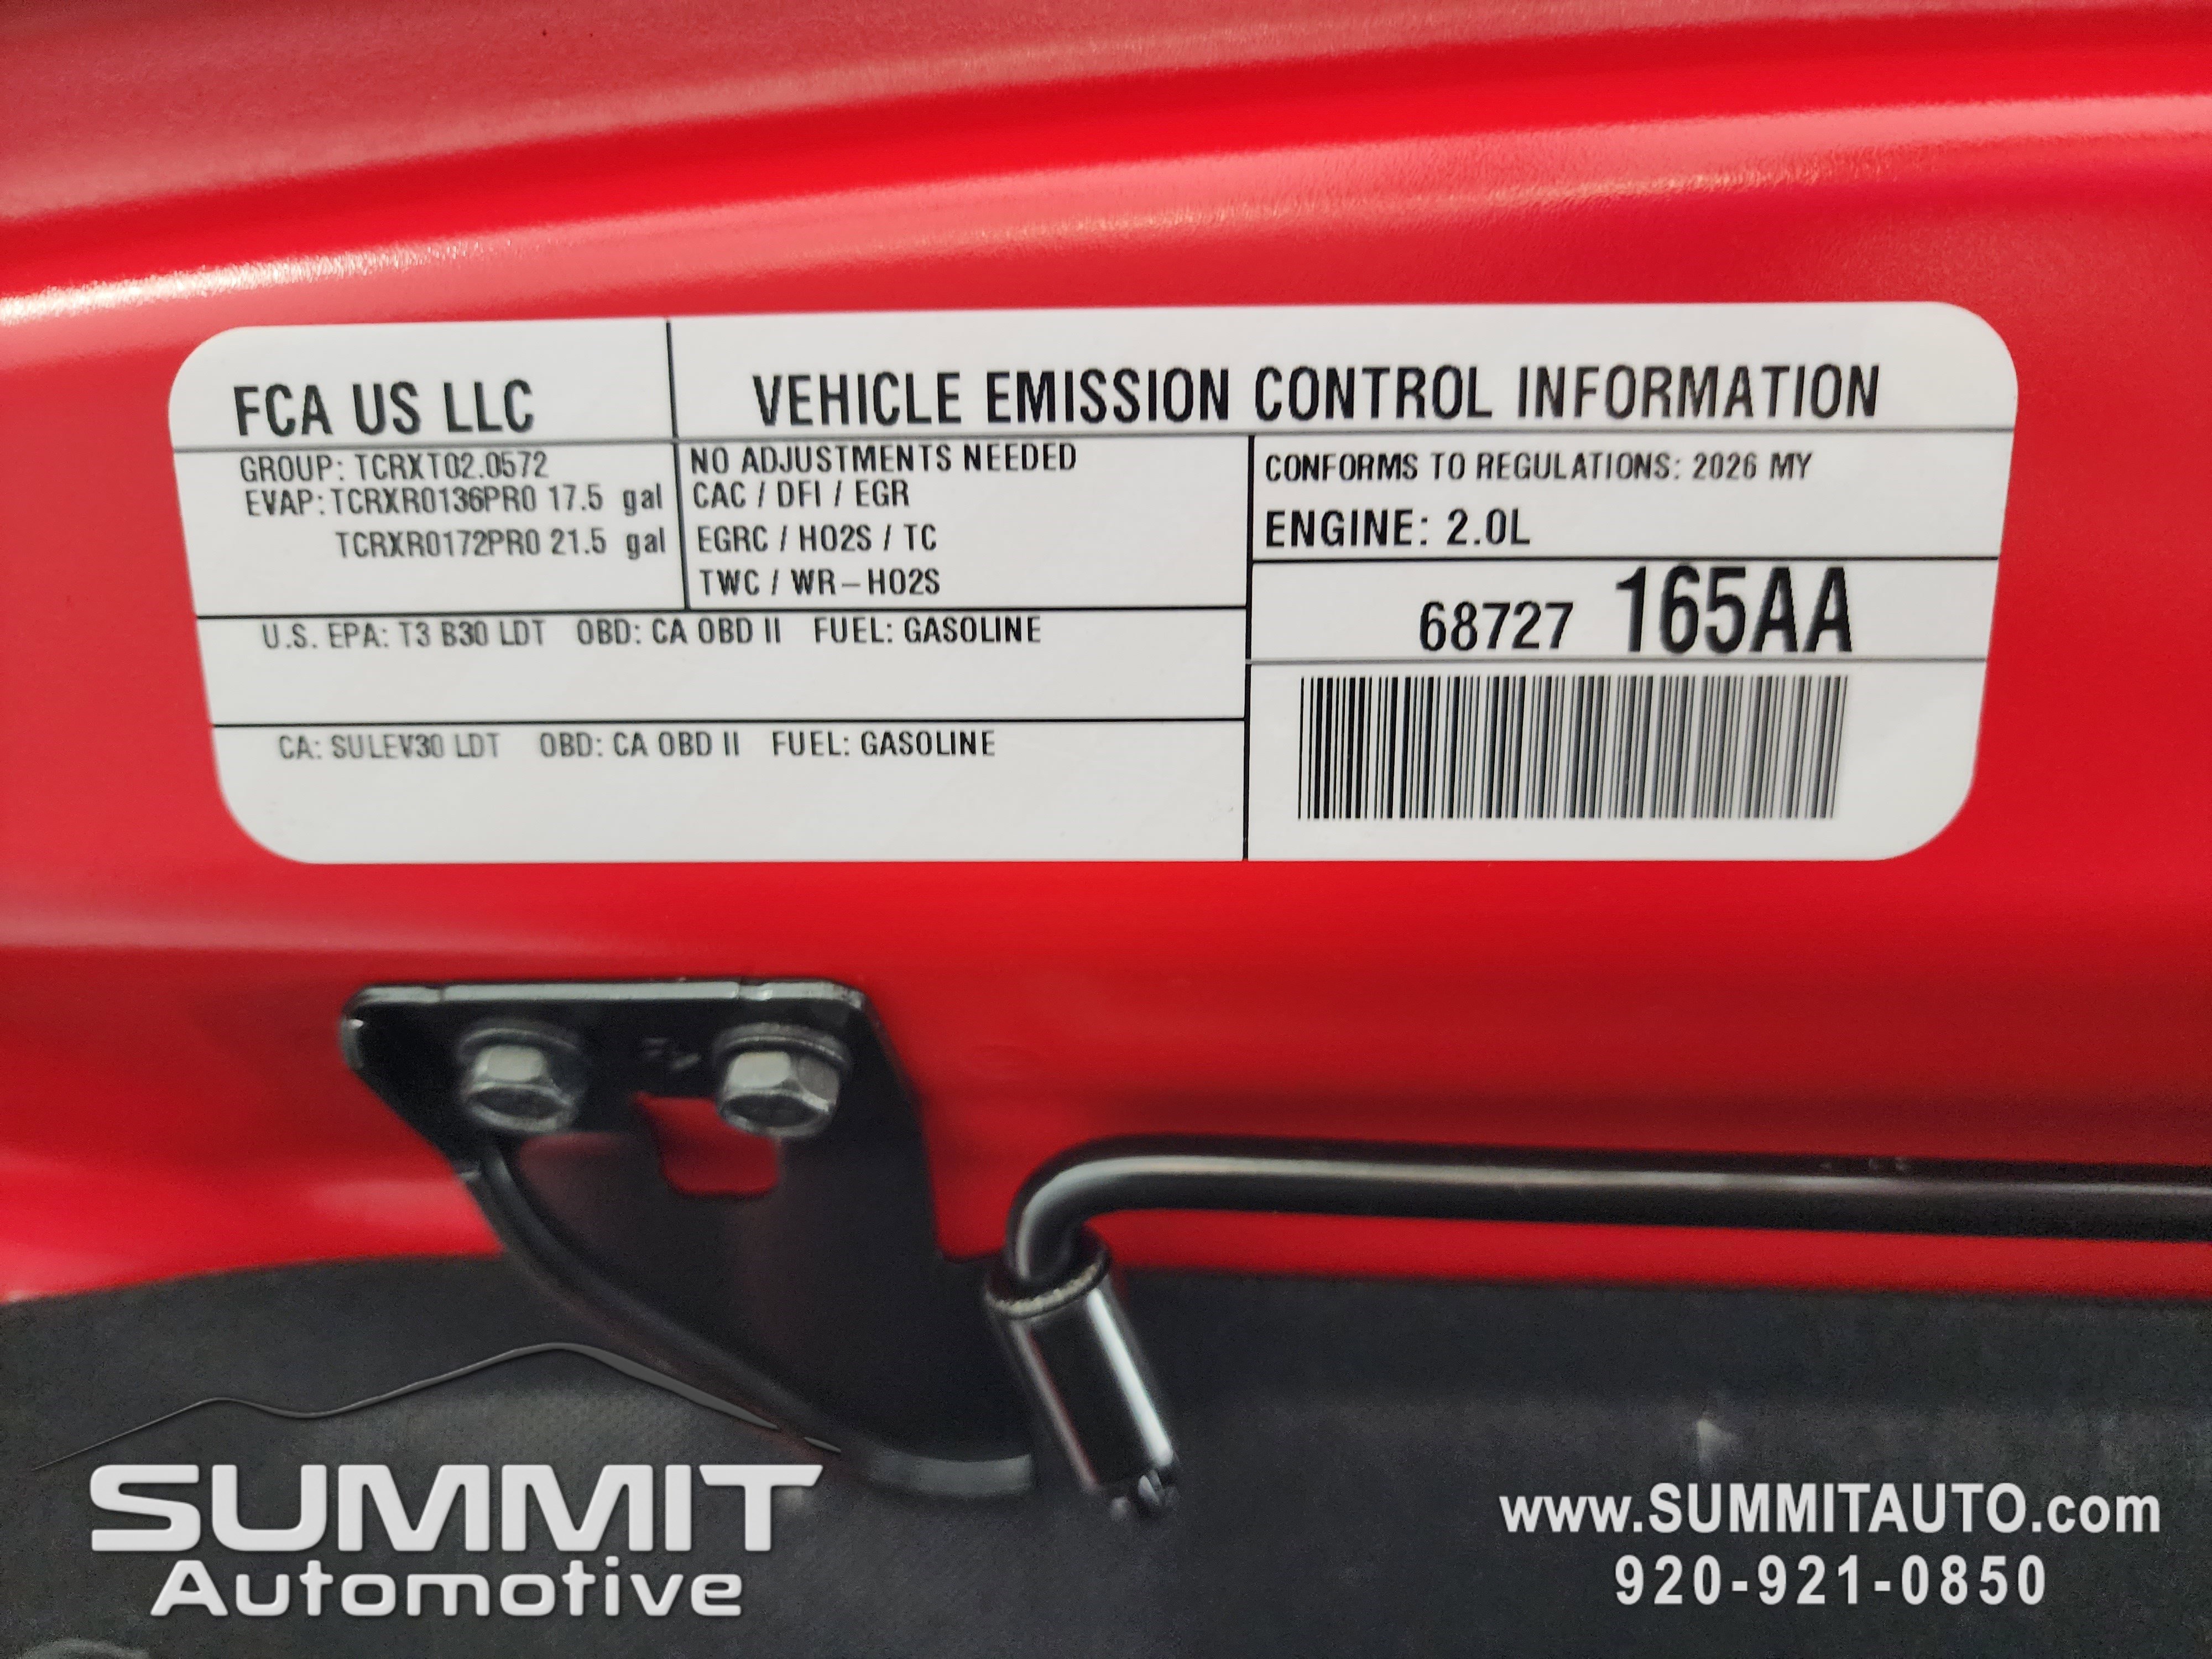 FCA US LLC
VEHICLE EMISSION CONTROL INFORMATION
GROUP: TCRXT02.0572
EVAP: TCRXR0136PR0 17.5 gal
TCRXR0172PR0 21.5 gal
NO ADJUSTMENTS NEEDED
CAC / DFI / EGR
EGRC / HO2S / TC
TWC / WR-HO2S
CONFORMS TO REGULATIONS: 2026 MY
ENGINE: 2.0L
68727 165AA
U.S. EPA: T3 B30 LDT OBD: CA OBD II FUEL: GASOLINE
CA: SULEV30 LDT OBD: CA OBD II FUEL: GASOLINE
SUMMIT
Automotive
www.SUMMITAUTO.com
920-921-0850